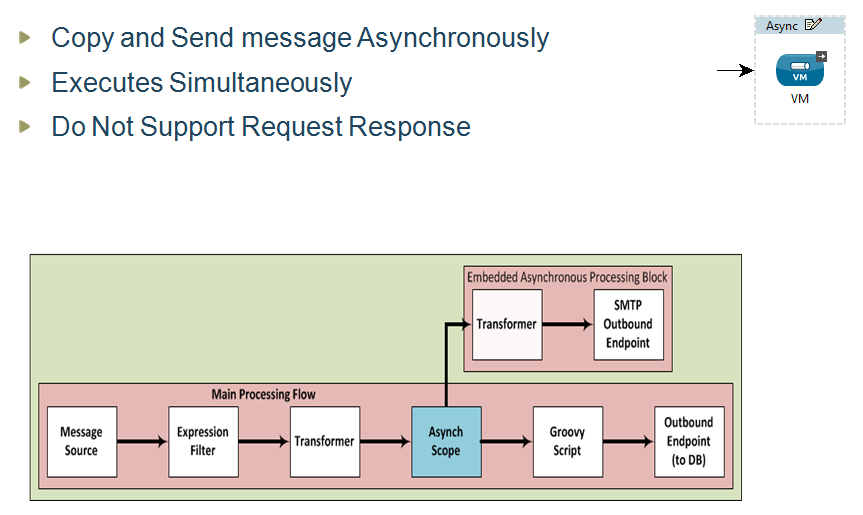 Copy and Send message Asynchronously
Executes Simultaneously
Do Not Support Request Response
Async
VM
VM
Embedded Asynchronous Processing Block
Transformer
SMTP
Outbound
Endpoint
Main Processing Flow
Message
Source
Expression
Filter
Transformer
Asynch
Scope
Groovy
Script
Outbound
Endpoint
(to DB)